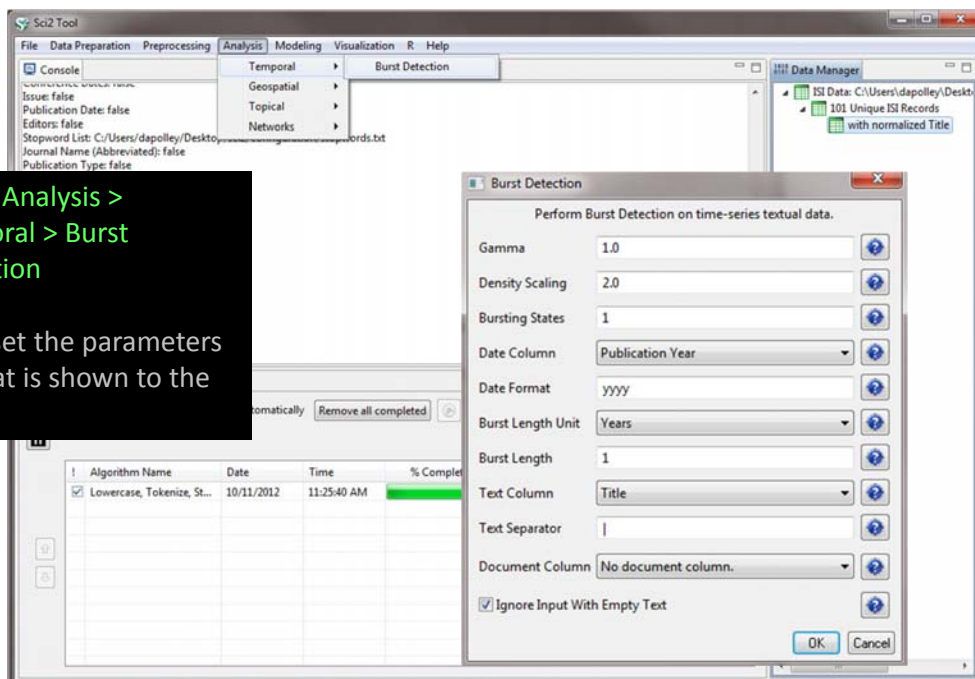 Sci2 Tool
File Data Preparation Preprocessing Analysis Modeling Visualization R Help
Temporal
Burst Detection
Geospatial
Topical
Networks
Console
Issue: false
Publication Date: false
Editors: false
Stopword List: C:/Users/dapolley/Desktop
Journal Name (Abbreviated): false
Publication Type: false
Data Manager
ISI Data: C:\Users\dapolley\Deskt
101 Unique ISI Records
with normalized Title
Analysis >
oral > Burst
tion
set the parameters
at is shown to the
tomatically Remove all completed
! Algorithm Name Date Time % Complet
Lowercase, Tokenize, St... 10/11/2012 11:25:40 AM
Burst Detection
Perform Burst Detection on time-series textual data.
Gamma 1.0
Density Scaling 2.0
Bursting States 1
Date Column Publication Year
Date Format yyyy
Burst Length Unit Years
Burst Length 1
Text Column Title
Text Separator |
Document Column No document column.
Ignore Input With Empty Text
OK Cancel